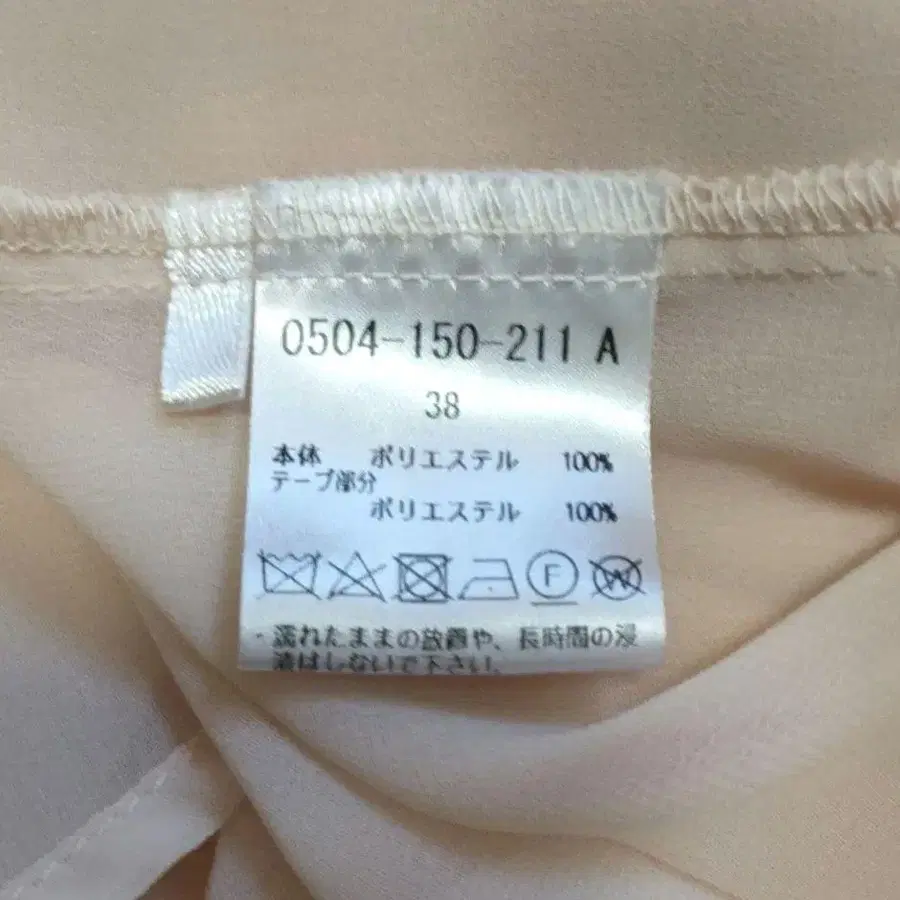 0504-150-211 A
38
本体 ポリエステル 100%
テープ部分
ポリエステル 100%
F W
・濡れたままの放置や、長時間の浸
漬はしないで下さい。